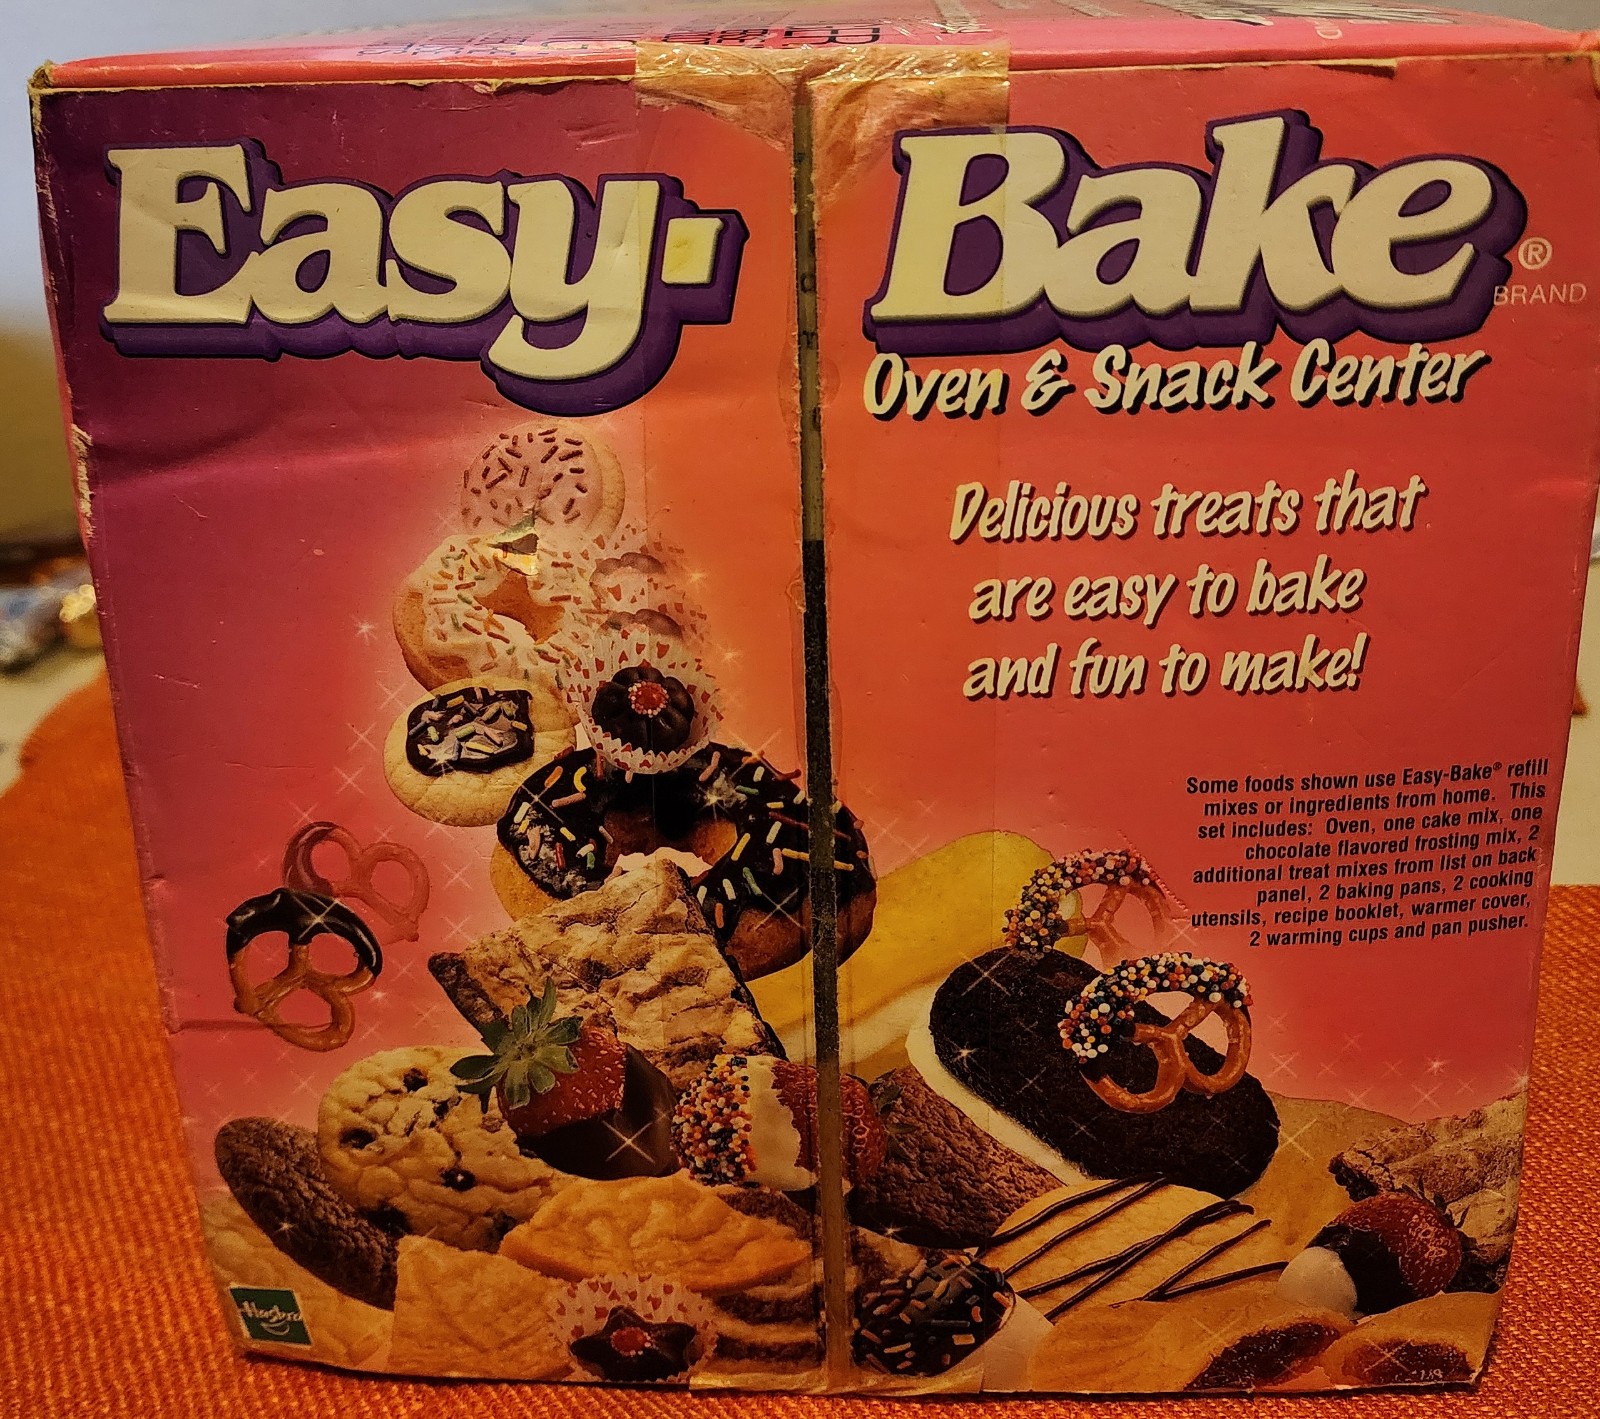 Easy-Bake®
BRAND
Oven & Snack Center
Delicious treats that
are easy to bake
and fun to make!
Some foods shown use Easy-Bake® refill
mixes or ingredients from home. This
set includes: Oven, one cake mix, one
chocolate flavored frosting mix, 2
additional treat mixes from list on back
panel, 2 baking pans, 2 cooking
utensils, recipe booklet, warmer cover,
2 warming cups and pan pusher.
Hasbro